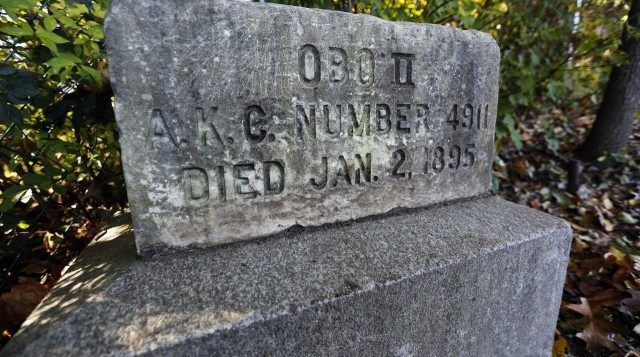 OBO II
A. K. C. NUMBER 4911
DIED JAN. 2, 1895